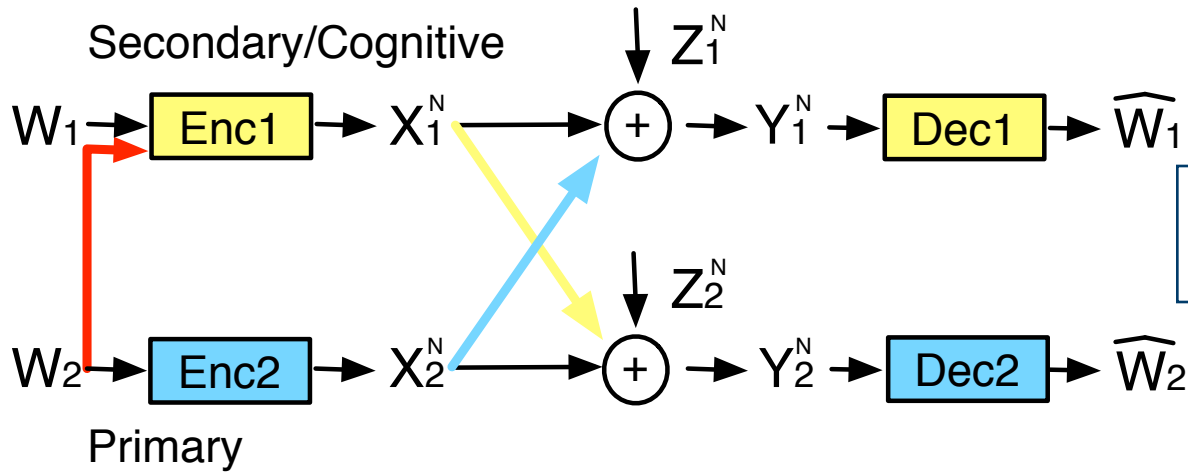 Secondary/Cognitive
Z₁ᴺ
W₁ Enc1 X₁ᴺ + Y₁ᴺ Dec1 Ŵ₁
Z₂ᴺ
W₂ Enc2 X₂ᴺ + Y₂ᴺ Dec2 Ŵ₂
Primary